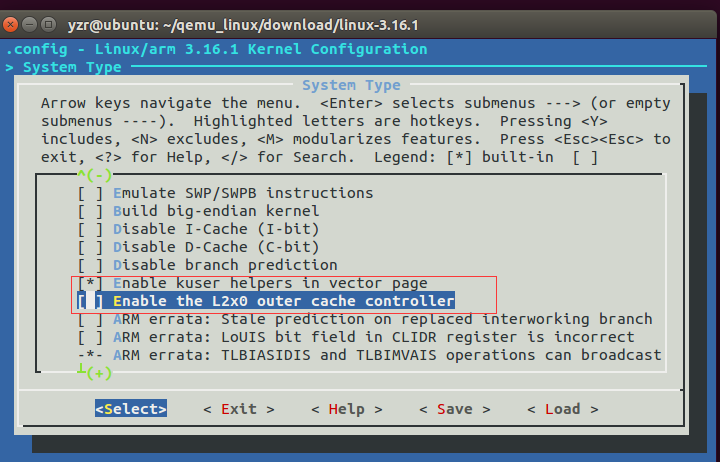 yzr@ubuntu: ~/qemu_linux/download/linux-3.16.1
.config - Linux/arm 3.16.1 Kernel Configuration
> System Type
System Type
Arrow keys navigate the menu.  <Enter> selects submenus ---> (or empty
submenus ----).  Highlighted letters are hotkeys.  Pressing <Y>
includes, <N> excludes, <M> modularizes features.  Press <Esc><Esc> to
exit, <?> for Help, </> for Search.  Legend: [*] built-in  [ ]
^(-)
[ ] Emulate SWP/SWPB instructions
[ ] Build big-endian kernel
[ ] Disable I-Cache (I-bit)
[ ] Disable D-Cache (C-bit)
[ ] Disable branch prediction
[*] Enable kuser helpers in vector page
[ ] Enable the L2x0 outer cache controller
[ ] ARM errata: Stale prediction on replaced interworking branch
[ ] ARM errata: LoUIS bit field in CLIDR register is incorrect
-*- ARM errata: TLBIASIDIS and TLBIMVAIS operations can broadcast
┴(+)
<Select>    < Exit >    < Help >    < Save >    < Load >